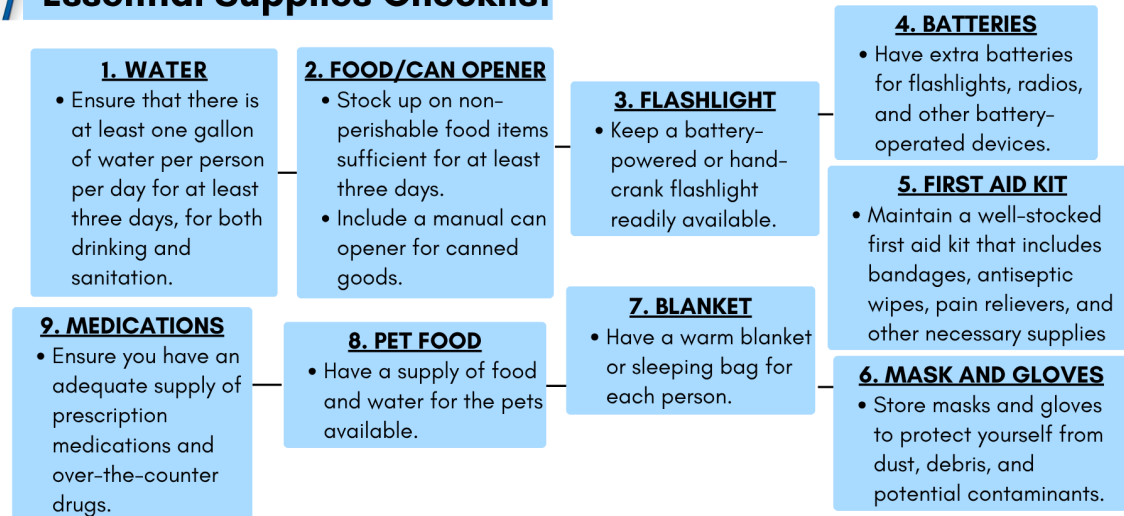 Essential Supplies Checklist
1. WATER
• Ensure that there is
at least one gallon
of water per person
per day for at least
three days, for both
drinking and
sanitation.
2. FOOD/CAN OPENER
• Stock up on non-
perishable food items
sufficient for at least
three days.
• Include a manual can
opener for canned
goods.
3. FLASHLIGHT
• Keep a battery-
powered or hand-
crank flashlight
readily available.
4. BATTERIES
• Have extra batteries
for flashlights, radios,
and other battery-
operated devices.
5. FIRST AID KIT
• Maintain a well-stocked
first aid kit that includes
bandages, antiseptic
wipes, pain relievers, and
other necessary supplies
6. MASK AND GLOVES
• Store masks and gloves
to protect yourself from
dust, debris, and
potential contaminants.
7. BLANKET
• Have a warm blanket
or sleeping bag for
each person.
8. PET FOOD
• Have a supply of food
and water for the pets
available.
9. MEDICATIONS
• Ensure you have an
adequate supply of
prescription
medications and
over-the-counter
drugs.